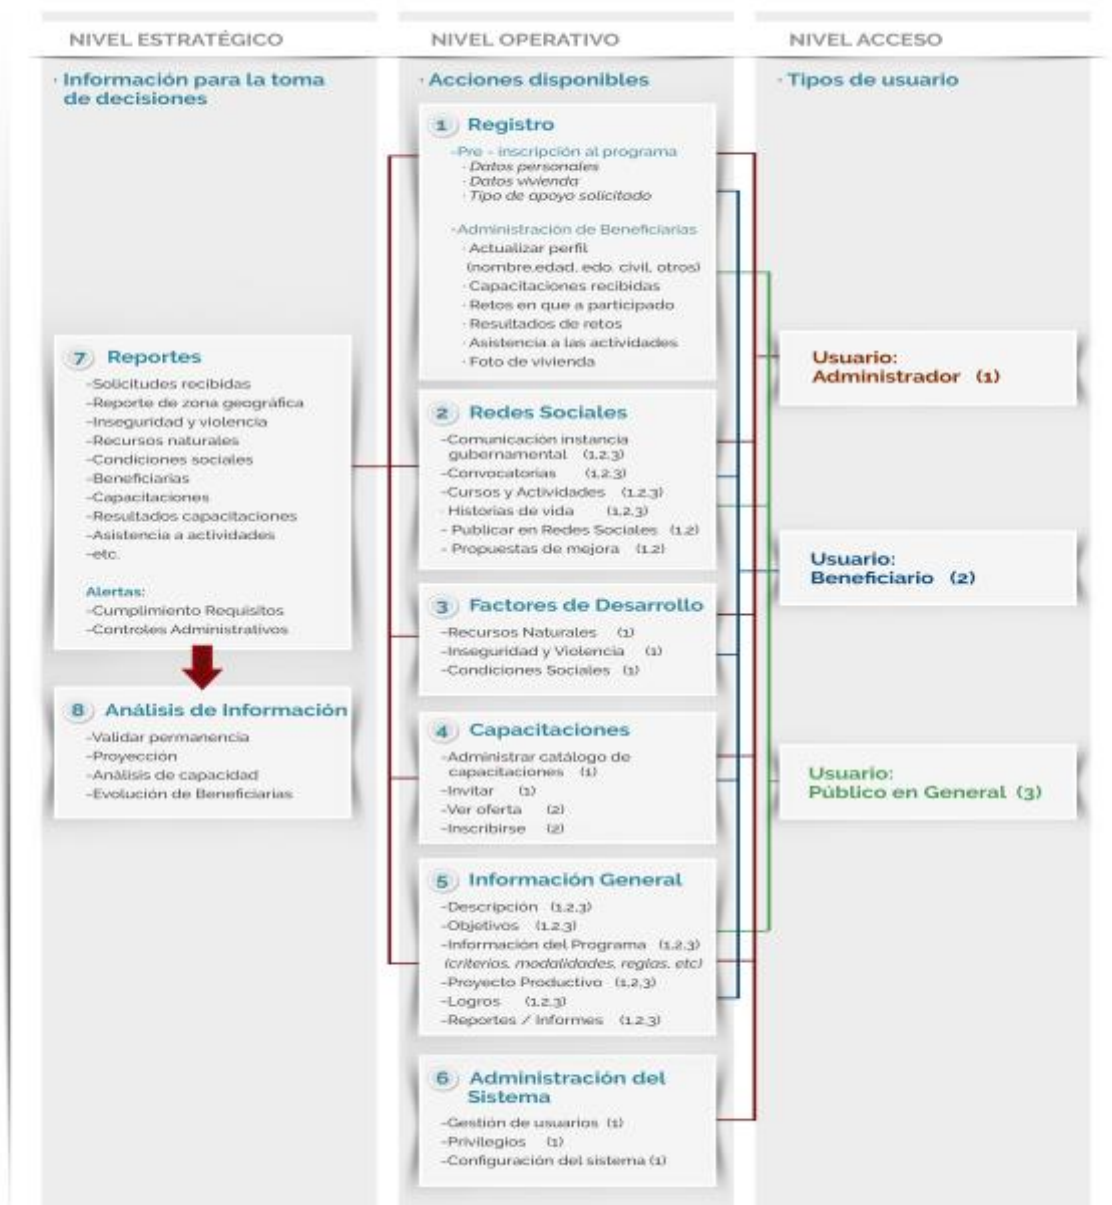 NIVEL ESTRATÉGICO
· Información para la toma
de decisiones
7 Reportes
-Solicitudes recibidas
-Reporte de zona geográfica
-Inseguridad y violencia
-Recursos naturales
-Condiciones sociales
-Beneficiarias
-Capacitaciones
-Resultados capacitaciones
-Asistencia a actividades
-etc.
Alertas:
-Cumplimiento Requisitos
-Controles Administrativos
8 Análisis de Información
-Validar permanencia
-Proyección
-Análisis de capacidad
-Evolución de Beneficiarias
NIVEL OPERATIVO
· Acciones disponibles
1 Registro
-Pre - inscripción al programa
· Datos personales
· Datos vivienda
· Tipo de apoyo solicitado
-Administración de Beneficiarias
· Actualizar perfil
(nombre,edad, edo. civil, otros)
· Capacitaciones recibidas
· Retos en que a participado
· Resultados de retos
· Asistencia a las actividades
· Foto de vivienda
2 Redes Sociales
-Comunicación instancia
gubernamental (1,2,3)
-Convocatorias (1,2,3)
-Cursos y Actividades (1,2,3)
· Historias de vida (1,2,3)
- Publicar en Redes Sociales (1,2)
- Propuestas de mejora (1,2)
3 Factores de Desarrollo
-Recursos Naturales (1)
-Inseguridad y Violencia (1)
-Condiciones Sociales (1)
4 Capacitaciones
-Administrar catálogo de
capacitaciones (1)
-Invitar (1)
-Ver oferta (2)
-Inscribirse (2)
5 Información General
-Descripción (1,2,3)
-Objetivos (1,2,3)
-Información del Programa (1,2,3)
(criterios, modalidades, reglas, etc)
-Proyecto Productivo (1,2,3)
-Logros (1,2,3)
-Reportes / Informes (1,2,3)
6 Administración del
Sistema
-Gestión de usuarios (1)
-Privilegios (1)
-Configuración del sistema (1)
NIVEL ACCESO
· Tipos de usuario
Usuario:
Administrador (1)
Usuario:
Beneficiario (2)
Usuario:
Público en General (3)